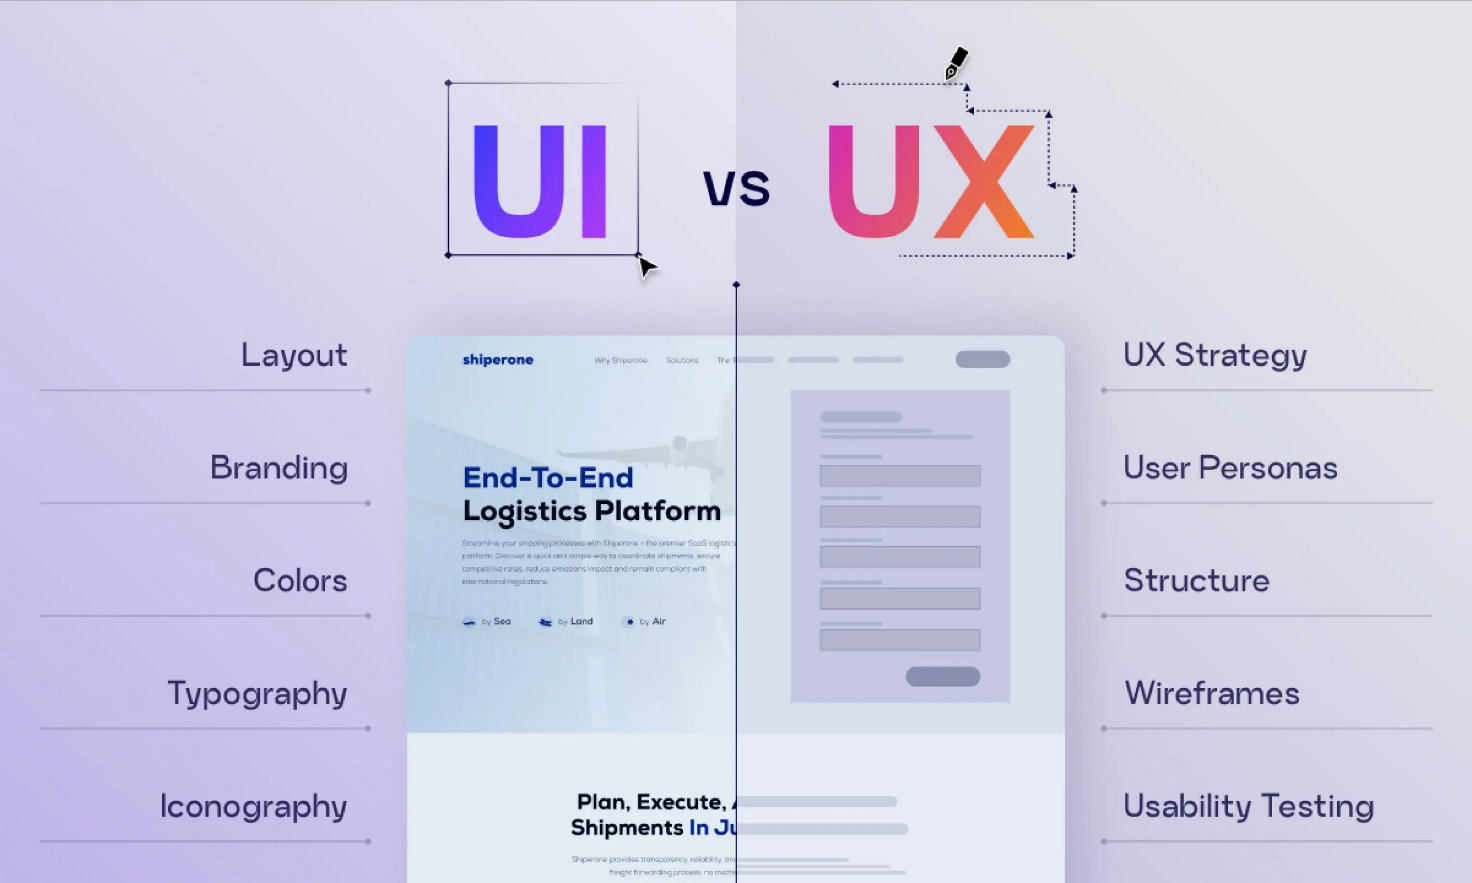 UI
vs
UX
Layout
Branding
Colors
Typography
Iconography
shiperone
Why Shiperone
Solutions
The
End-To-End
Logistics Platform
Streamline your shipping processes with Shiperone - the premier SaaS logistics
platform. Discover a quick and simple way to coordinate shipments, secure
competitive rates, reduce emissions impact and remain compliant with
international regulations.
by Sea
by Land
by Air
Plan, Execute,
Shipments In Ju
Shiperone provides transparency, reliability, and
freight forwarding process, no matte
UX Strategy
User Personas
Structure
Wireframes
Usability Testing